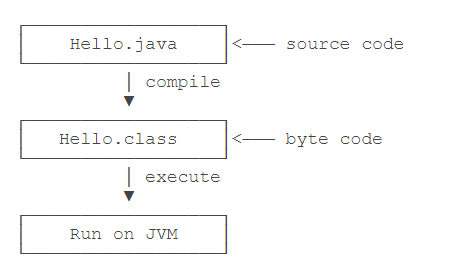 Hello.java <——— source code
compile
Hello.class <——— byte code
execute
Run on JVM